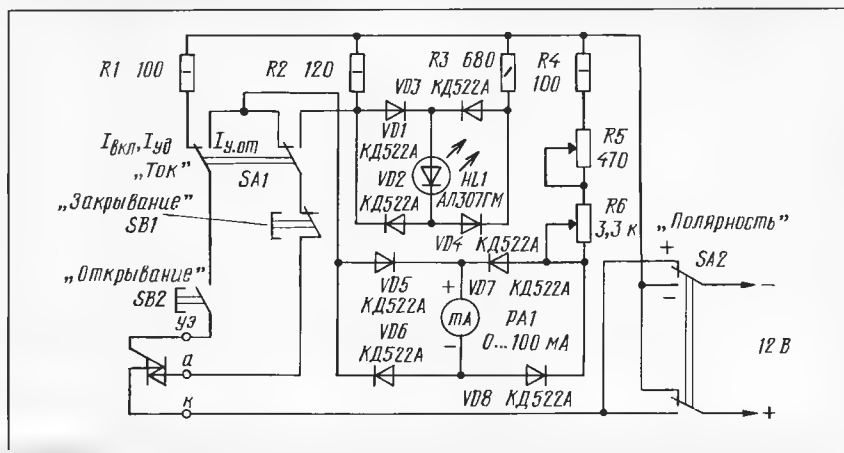 R1 100
R2 120
R3 680
R4
100
VD3 КД522А
Iвкл, Iуд
Iу.от
„Ток"
SA1
VD1
КД522А
VD2
КД522А
HL1
АЛ307ГМ
R5
470
R6
3,3 к
„Закрывание"
SB1
VD4 КД522А
„Полярность"
SA2
+
−
−
„Открывание"
SB2
VD5
КД522А
+
VD7 КД522А
mA
PA1
0...100 мА
12 В
уэ
VD6
КД522А
−
а
VD8 КД522А
к
+